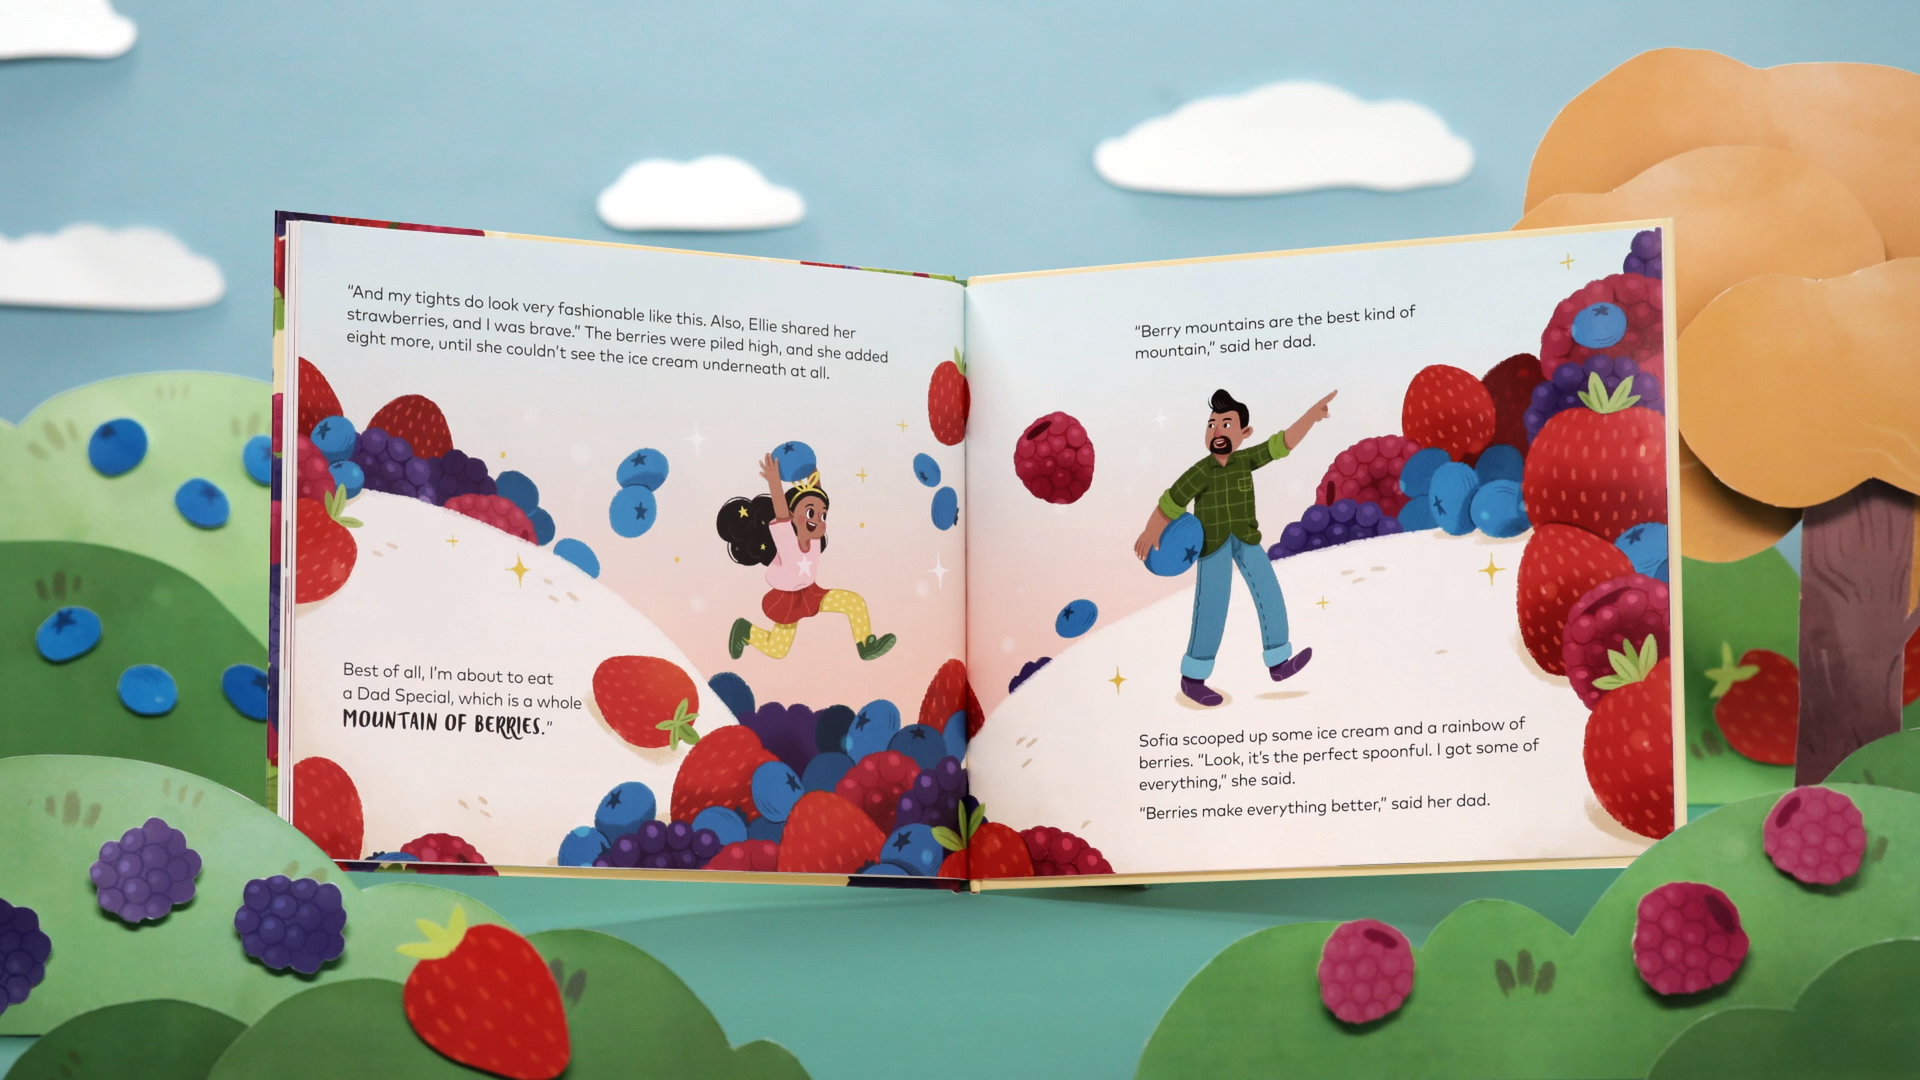 “And my tights do look very fashionable like this. Also, Ellie shared her
strawberries, and I was brave.” The berries were piled high, and she added
eight more, until she couldn’t see the ice cream underneath at all.
Best of all, I’m about to eat
a Dad Special, which is a whole
MOUNTAIN OF BERRIES.”
“Berry mountains are the best kind of
mountain,” said her dad.
Sofia scooped up some ice cream and a rainbow of
berries. “Look, it’s the perfect spoonful. I got some of
everything,” she said.
“Berries make everything better,” said her dad.